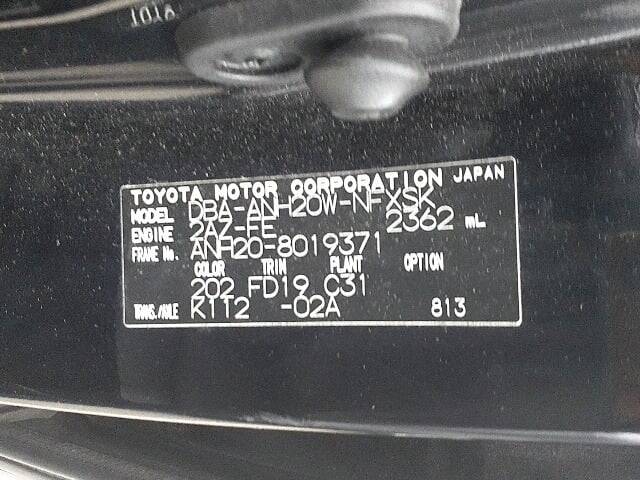 TOYOTA MOTOR CORPORATION JAPAN
MODEL DBA-ANH20W-NFXSK
ENGINE 2AZ-FE 2362 mL
FRAME No. ANH20-8019371
COLOR TRIM PLANT OPTION
202 FD19 C31
TRANS./AXLE K112 -02A 813